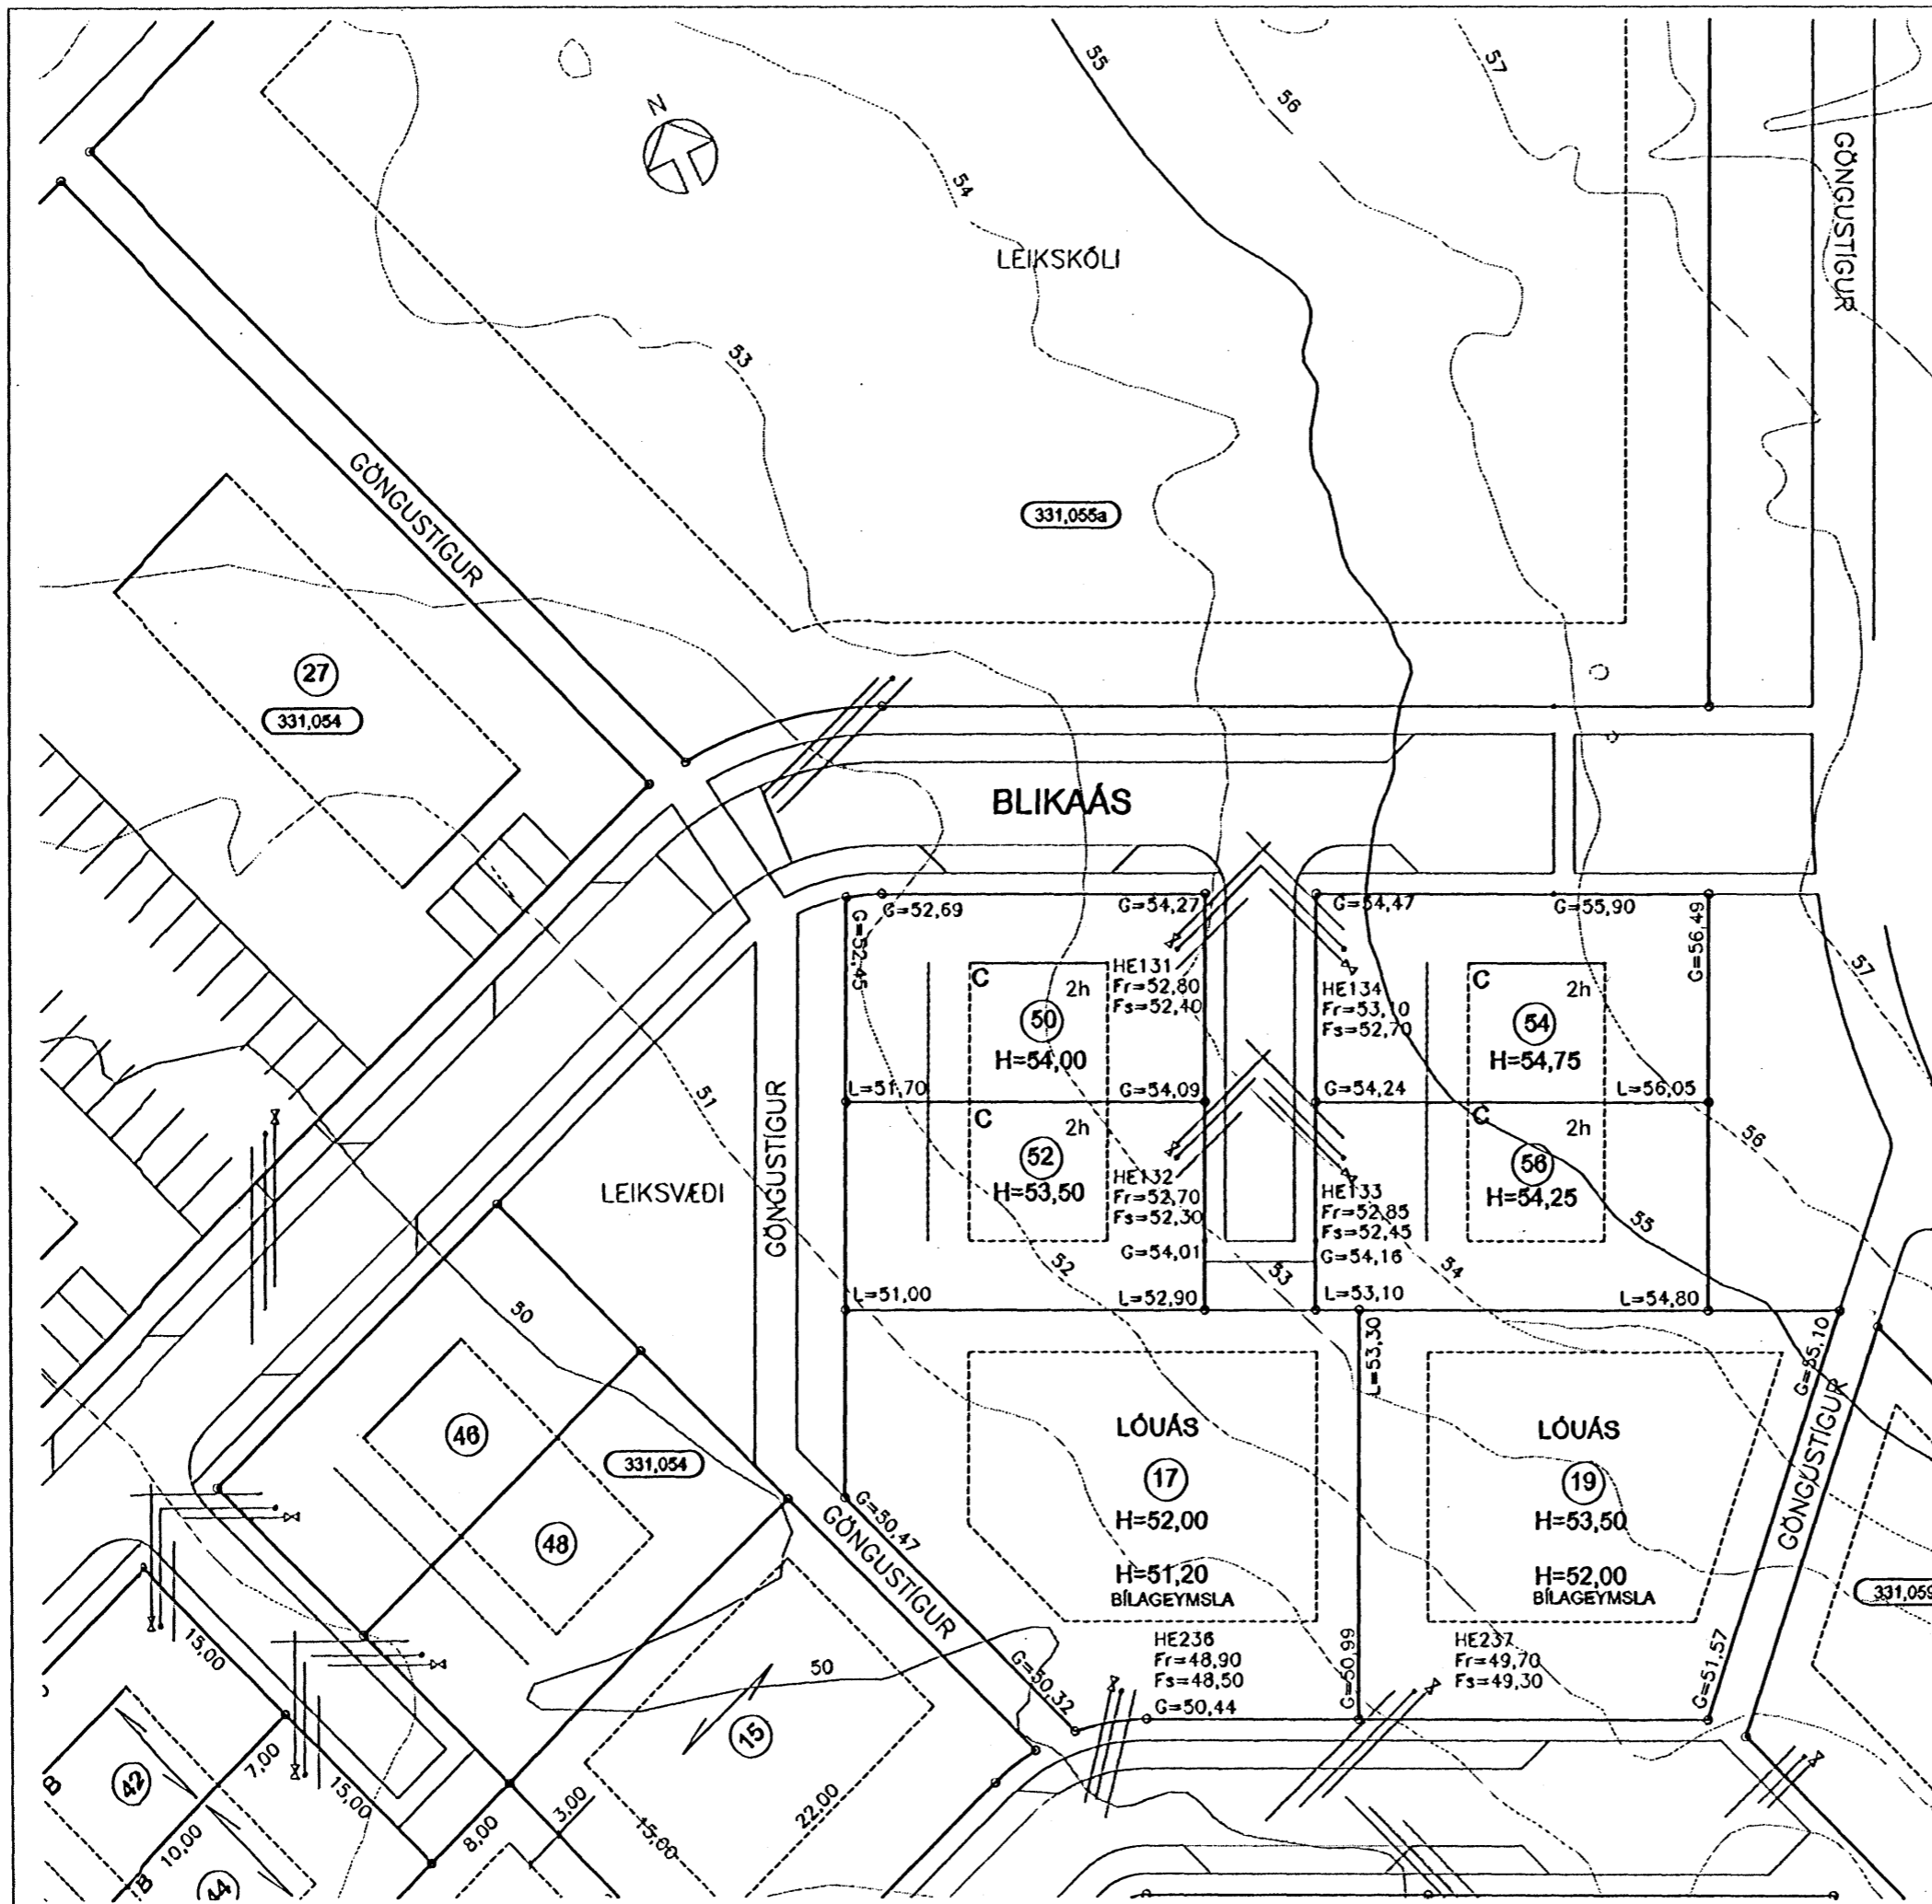 55
56
57
N
54
GÖNGUSTÍGUR
LEIKSKÓLI
53
GÖNGUSTÍGUR
331,055a
27
331,054
BLIKAÁS
G=52,69
G=54,27
G=54,47
G=55,90
G=52,45
G=56,49
57
HE131
Fr=52,80
Fs=52,40
C
2h
50
H=54,00
HE134
Fr=53,10
Fs=52,70
C
2h
54
H=54,75
51
L=51,70
G=54,09
G=54,24
L=56,05
56
C
2h
52
H=53,50
HE132
Fr=52,70
Fs=52,30
G=54,01
HE133
Fr=52,85
Fs=52,45
G=54,16
C
2h
56
H=54,25
55
LEIKSVÆÐI
GÖNGUSTÍGUR
52
53
54
50
L=51,00
L=52,90
L=53,10
L=54,80
L=53,30
G=55,10
46
331,054
48
G=50,47
GÖNGUSTÍGUR
LÓUÁS
17
H=52,00
H=51,20
BÍLAGEYMSLA
LÓUÁS
19
H=53,50
H=52,00
BÍLAGEYMSLA
GÖNGUSTÍGUR
331,059
HE236
Fr=48,90
Fs=48,50
G=50,44
G=50,99
HE237
Fr=49,70
Fs=49,30
G=51,57
G=50,32
50
15
15,00
22,00
15,00
7,00
15,00
42
B
10,00
B
44
8,00
3,00